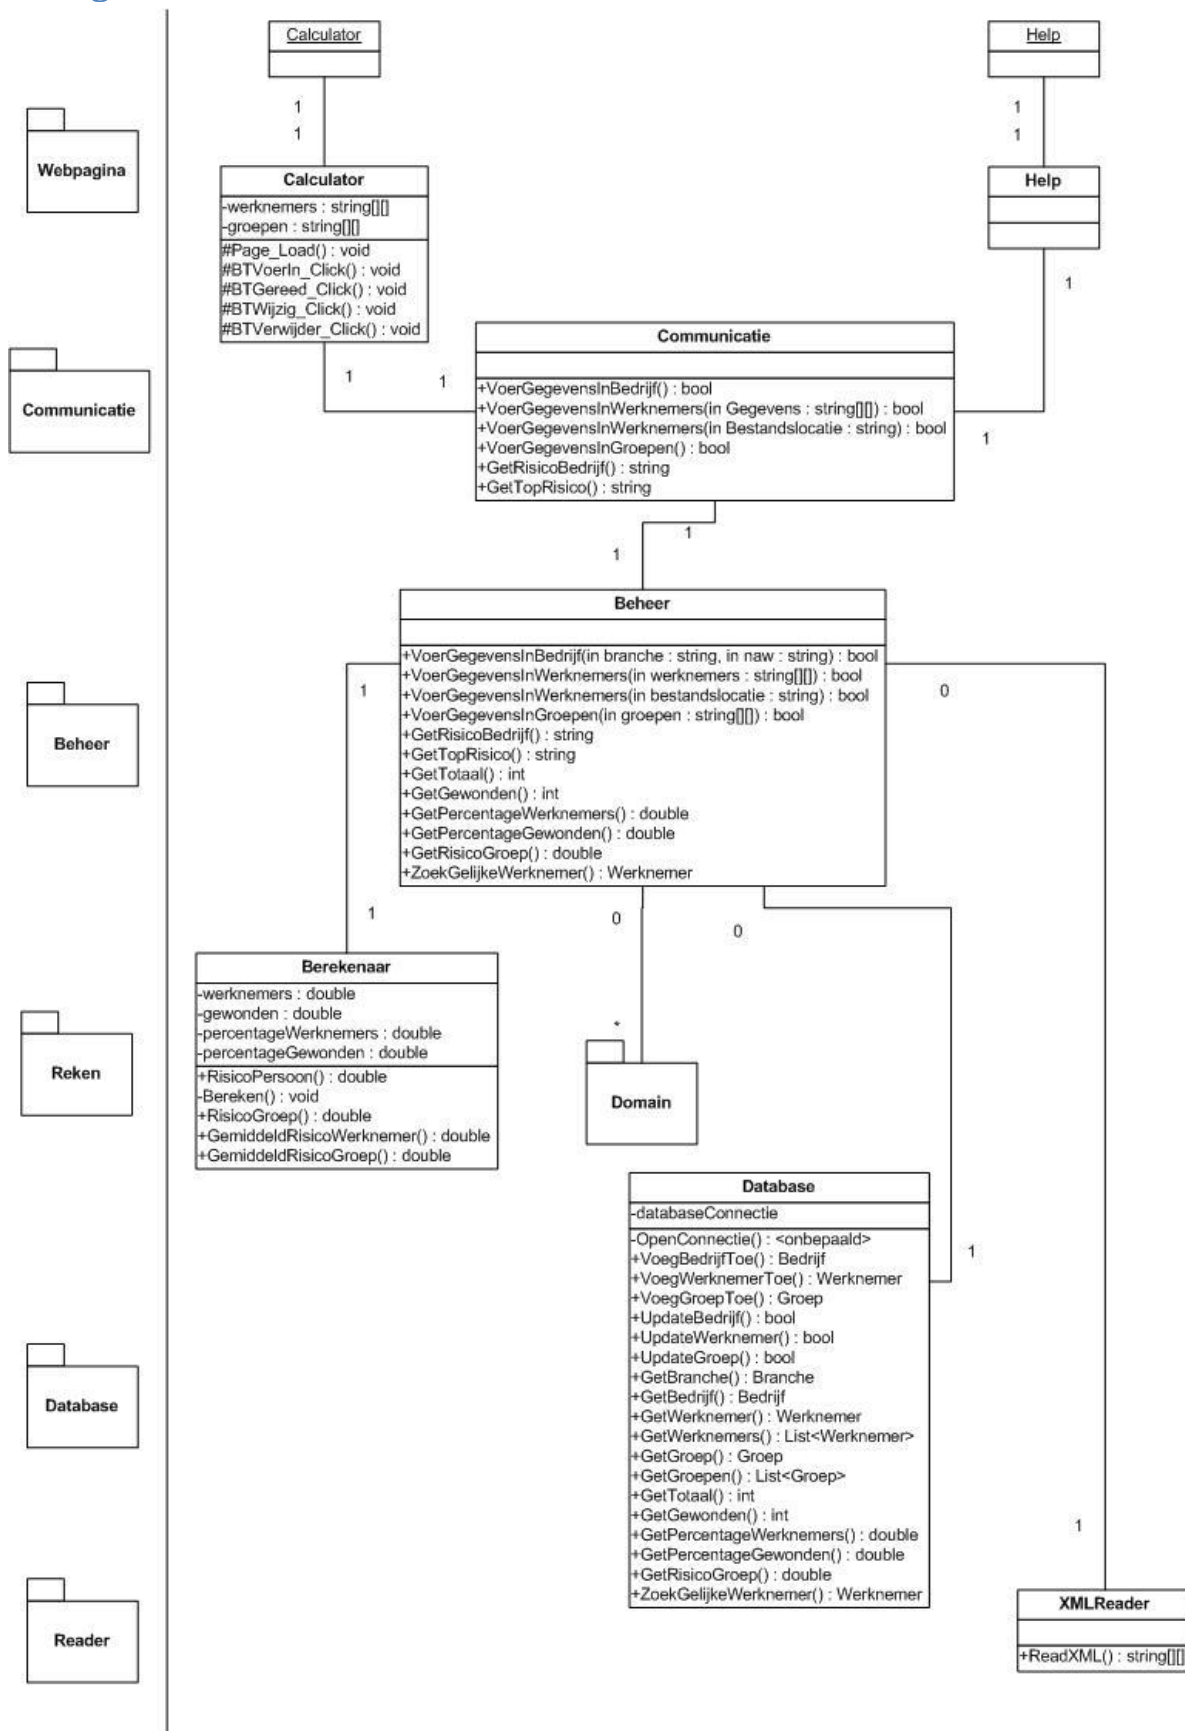 Calculator
Help
1
1
1
1
Webpagina
Calculator
-werknemers : string[][]
-groepen : string[][]
#Page_Load() : void
#BTVoerIn_Click() : void
#BTGereed_Click() : void
#BTWijzig_Click() : void
#BTVerwijder_Click() : void
Help
1
Communicatie
1
1
Communicatie
+VoerGegevensInBedrijf() : bool
+VoerGegevensInWerknemers(in Gegevens : string[][]) : bool
+VoerGegevensInWerknemers(in Bestandslocatie : string) : bool
+VoerGegevensInGroepen() : bool
+GetRisicoBedrijf() : string
+GetTopRisico() : string
1
1
1
Beheer
Beheer
+VoerGegevensInBedrijf(in branche : string, in naw : string) : bool
+VoerGegevensInWerknemers(in werknemers : string[][]) : bool
+VoerGegevensInWerknemers(in bestandslocatie : string) : bool
+VoerGegevensInGroepen(in groepen : string[][]) : bool
+GetRisicoBedrijf() : string
+GetTopRisico() : string
+GetTotaal() : int
+GetGewonden() : int
+GetPercentageWerknemers() : double
+GetPercentageGewonden() : double
+GetRisicoGroep() : double
+ZoekGelijkeWerknemer() : Werknemer
1
0
1
0
0
Reken
Berekenaar
-werknemers : double
-gewonden : double
-percentageWerknemers : double
-percentageGewonden : double
+RisicoPersoon() : double
-Bereken() : void
+RisicoGroep() : double
+GemiddeldRisicoWerknemer() : double
+GemiddeldRisicoGroep() : double
*
Domain
Database
Database
-databaseConnectie
-OpenConnectie() : <onbepaald>
+VoegBedrijfToe() : Bedrijf
+VoegWerknemerToe() : Werknemer
+VoegGroepToe() : Groep
+UpdateBedrijf() : bool
+UpdateWerknemer() : bool
+UpdateGroep() : bool
+GetBranche() : Branche
+GetBedrijf() : Bedrijf
+GetWerknemer() : Werknemer
+GetWerknemers() : List<Werknemer>
+GetGroep() : Groep
+GetGroepen() : List<Groep>
+GetTotaal() : int
+GetGewonden() : int
+GetPercentageWerknemers() : double
+GetPercentageGewonden() : double
+GetRisicoGroep() : double
+ZoekGelijkeWerknemer() : Werknemer
1
1
Reader
XMLReader
+ReadXML() : string[][]